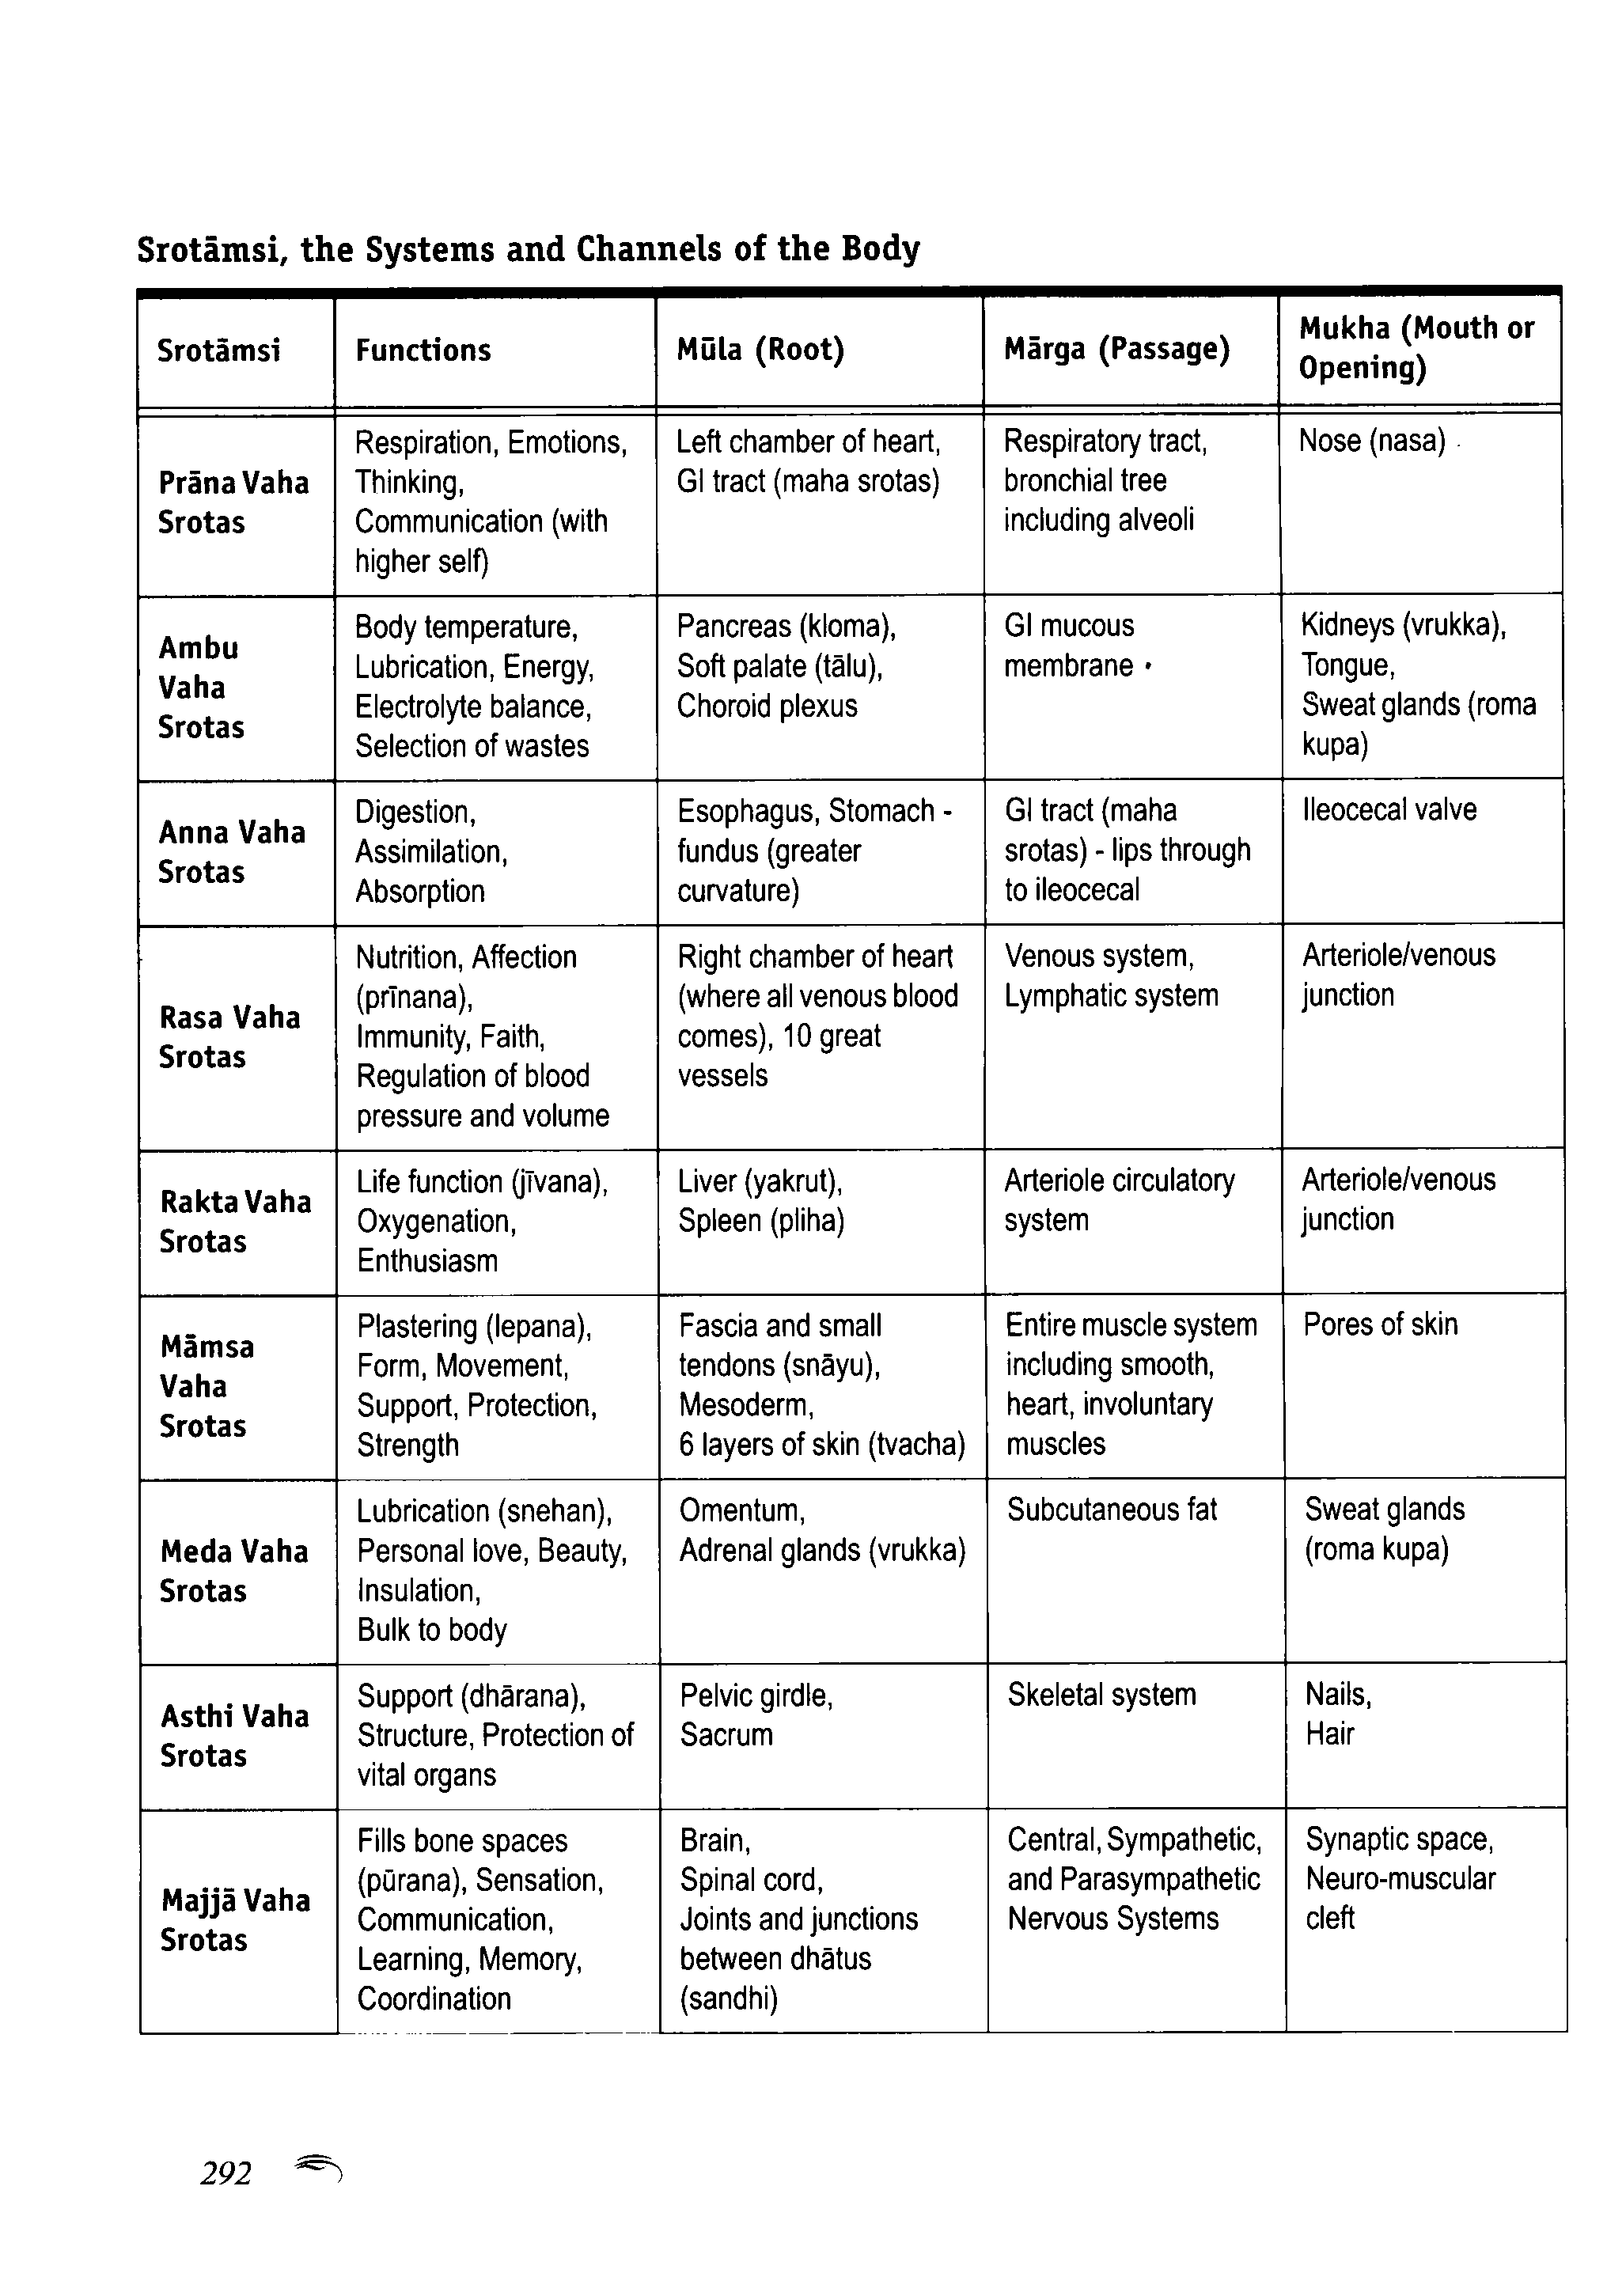 Srotāmsi, the Systems and Channels of the Body
Srotāmsi
Functions
Mūla (Root)
Mārga (Passage)
Mukha (Mouth or
Opening)
Prāna Vaha
Srotas
Respiration, Emotions,
Thinking,
Communication (with
higher self)
Left chamber of heart,
GI tract (maha srotas)
Respiratory tract,
bronchial tree
including alveoli
Nose (nasa)
Ambu
Vaha
Srotas
Body temperature,
Lubrication, Energy,
Electrolyte balance,
Selection of wastes
Pancreas (kloma),
Soft palate (tālu),
Choroid plexus
GI mucous
membrane
Kidneys (vrukka),
Tongue,
Sweat glands (roma
kupa)
Anna Vaha
Srotas
Digestion,
Assimilation,
Absorption
Esophagus, Stomach -
fundus (greater
curvature)
GI tract (maha
srotas) - lips through
to ileocecal
Ileocecal valve
Rasa Vaha
Srotas
Nutrition, Affection
(prīnana),
Immunity, Faith,
Regulation of blood
pressure and volume
Right chamber of heart
(where all venous blood
comes), 10 great
vessels
Venous system,
Lymphatic system
Arteriole/venous
junction
Rakta Vaha
Srotas
Life function (jīvana),
Oxygenation,
Enthusiasm
Liver (yakrut),
Spleen (pliha)
Arteriole circulatory
system
Arteriole/venous
junction
Māmsa
Vaha
Srotas
Plastering (lepana),
Form, Movement,
Support, Protection,
Strength
Fascia and small
tendons (snāyu),
Mesoderm,
6 layers of skin (tvacha)
Entire muscle system
including smooth,
heart, involuntary
muscles
Pores of skin
Meda Vaha
Srotas
Lubrication (snehan),
Personal love, Beauty,
Insulation,
Bulk to body
Omentum,
Adrenal glands (vrukka)
Subcutaneous fat
Sweat glands
(roma kupa)
Asthi Vaha
Srotas
Support (dhārana),
Structure, Protection of
vital organs
Pelvic girdle,
Sacrum
Skeletal system
Nails,
Hair
Majjā Vaha
Srotas
Fills bone spaces
(pūrana), Sensation,
Communication,
Learning, Memory,
Coordination
Brain,
Spinal cord,
Joints and junctions
between dhātus
(sandhi)
Central, Sympathetic,
and Parasympathetic
Nervous Systems
Synaptic space,
Neuro-muscular
cleft
292